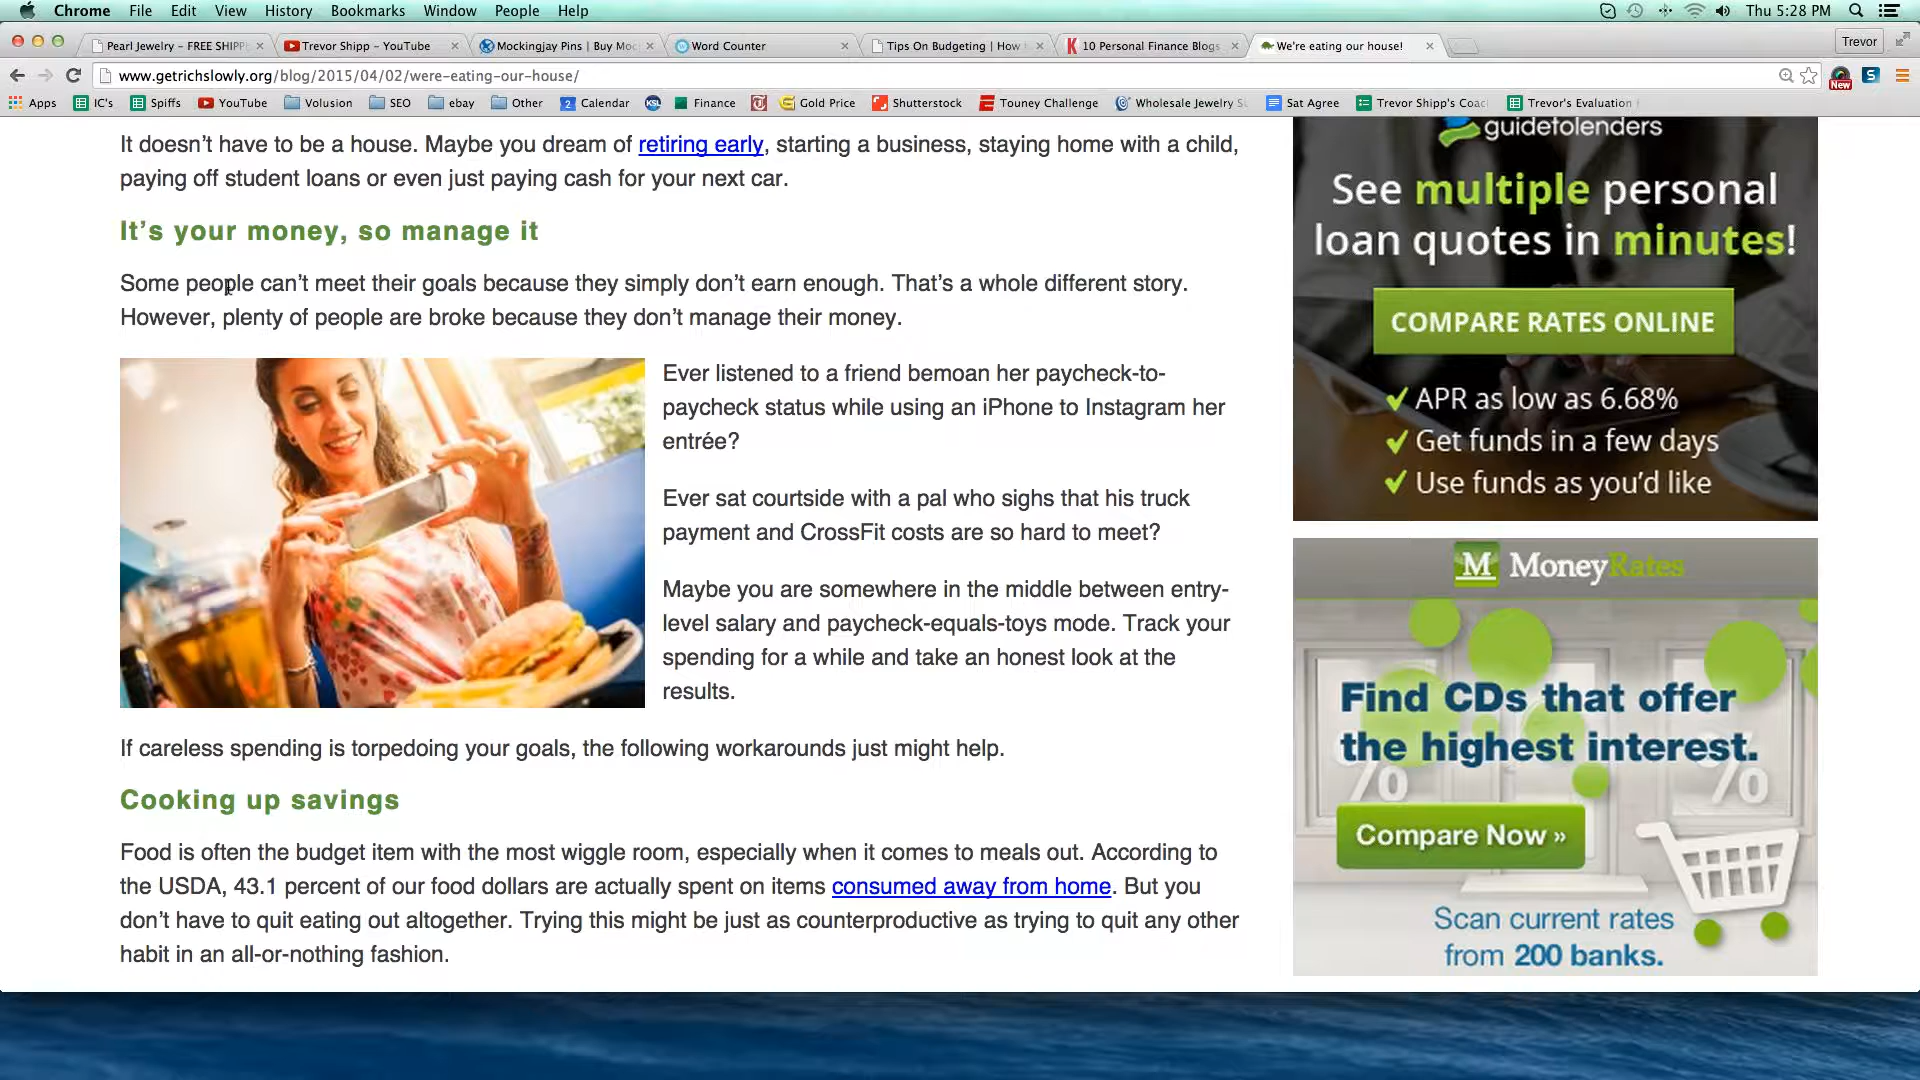 Chrome File Edit View History Bookmarks Window People Help Thu 5:28 PM
Pearl Jewelry – FREE SHIPP Trevor Shipp – YouTube Mockingjay Pins | Buy Moc Word Counter Tips On Budgeting | How 10 Personal Finance Blogs We're eating our house! Trevor
www.getrichslowly.org/blog/2015/04/02/were-eating-our-house/ New
Apps IC's Spiffs YouTube Volusion SEO ebay Other Calendar KSL Finance Gold Price Shutterstock Touney Challenge Wholesale Jewelry Su Sat Agree Trevor Shipp's Coac Trevor's Evaluation
It doesn’t have to be a house. Maybe you dream of retiring early, starting a business, staying home with a child,
paying off student loans or even just paying cash for your next car.
It’s your money, so manage it
Some people can’t meet their goals because they simply don’t earn enough. That’s a whole different story.
However, plenty of people are broke because they don’t manage their money.
Ever listened to a friend bemoan her paycheck-to-
paycheck status while using an iPhone to Instagram her
entrée?
Ever sat courtside with a pal who sighs that his truck
payment and CrossFit costs are so hard to meet?
Maybe you are somewhere in the middle between entry-
level salary and paycheck-equals-toys mode. Track your
spending for a while and take an honest look at the
results.
If careless spending is torpedoing your goals, the following workarounds just might help.
Cooking up savings
Food is often the budget item with the most wiggle room, especially when it comes to meals out. According to
the USDA, 43.1 percent of our food dollars are actually spent on items consumed away from home. But you
don’t have to quit eating out altogether. Trying this might be just as counterproductive as trying to quit any other
habit in an all-or-nothing fashion.
guidetolenders
See multiple personal
loan quotes in minutes!
COMPARE RATES ONLINE
APR as low as 6.68%
Get funds in a few days
Use funds as you’d like
M MoneyRates
Find CDs that offer
the highest interest.
% %
Compare Now »
Scan current rates
from 200 banks.